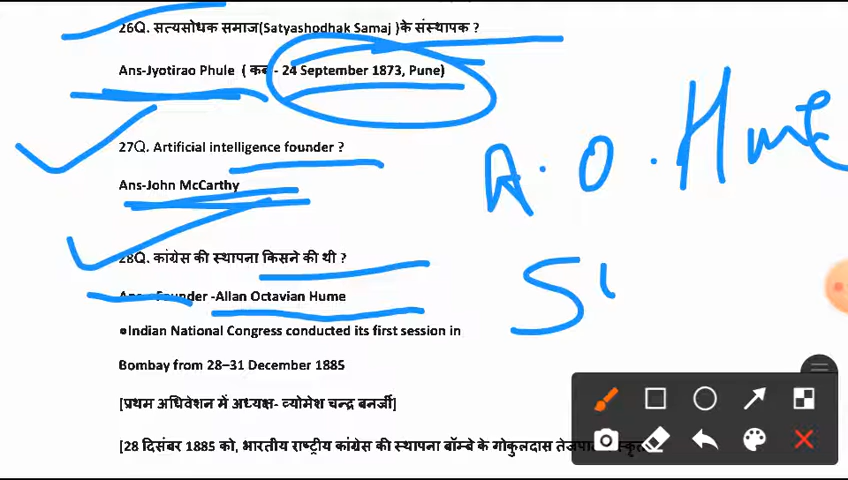 26Q. सत्यसोधक समाज(Satyashodhak Samaj )के संस्थापक ?
Ans-Jyotirao Phule ( कब - 24 September 1873, Pune)
27Q. Artificial intelligence founder ?
Ans-John McCarthy
A.O.Hume
28Q. कांग्रेस की स्थापना किसने की थी ?
Ans- Founder -Allan Octavian Hume
●Indian National Congress conducted its first session in
Bombay from 28–31 December 1885
[प्रथम अधिवेशन में अध्यक्ष- व्योमेश चन्द्र बनर्जी]
[28 दिसंबर 1885 को, भारतीय राष्ट्रीय कांग्रेस की स्थापना बॉम्बे के गोकुलदास